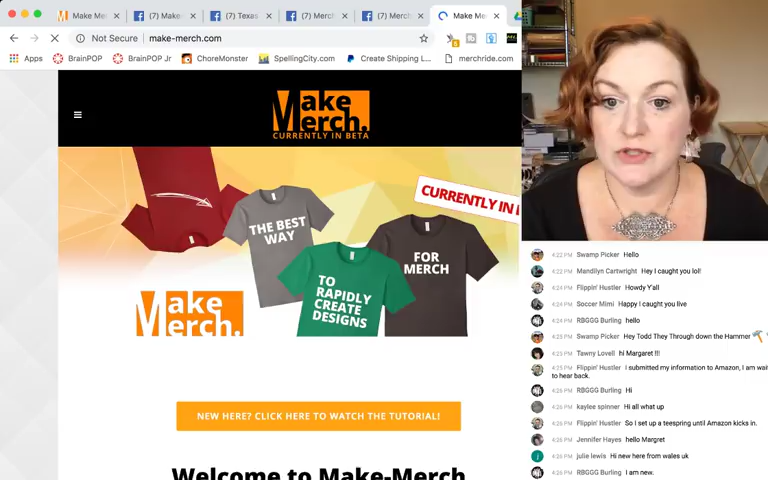 Make Me
(7) Make-
(7) Texas
(7) Merch
(7) Merch
Make Me
Not Secure | make-merch.com
Apps
BrainPOP
BrainPOP Jr
ChoreMonster
SpellingCity.com
Create Shipping L...
merchride.com
Make
Merch.
CURRENTLY IN BETA
CURRENTLY IN
THE BEST
WAY
FOR
MERCH
TO
RAPIDLY
CREATE
DESIGNS
Make
Merch.
NEW HERE? CLICK HERE TO WATCH THE TUTORIAL!
Welcome to Make-Merch
4:22 PM Swamp Picker Hello
4:22 PM Mandilyn Cartwright Hey I caught you lol!
4:24 PM Flippin' Hustler Howdy Y'all
4:24 PM Soccer Mimi Happy I caught you live
4:24 PM RBGGG Burling hello
4:25 PM Swamp Picker Hey Todd They Through down the Hammer
4:25 PM Tawny Lovell hi Margaret !!!
4:25 PM Flippin' Hustler I submitted my information to Amazon, I am wai
to hear back.
4:26 PM RBGGG Burling Hi
4:26 PM kaylee spinner Hi all what up
4:26 PM Flippin' Hustler So I set up a teespring until Amazon kicks in.
4:26 PM Jennifer Hayes hello Margret
4:26 PM julie lewis Hi new here from wales uk
4:26 PM RBGGG Burling I am new.